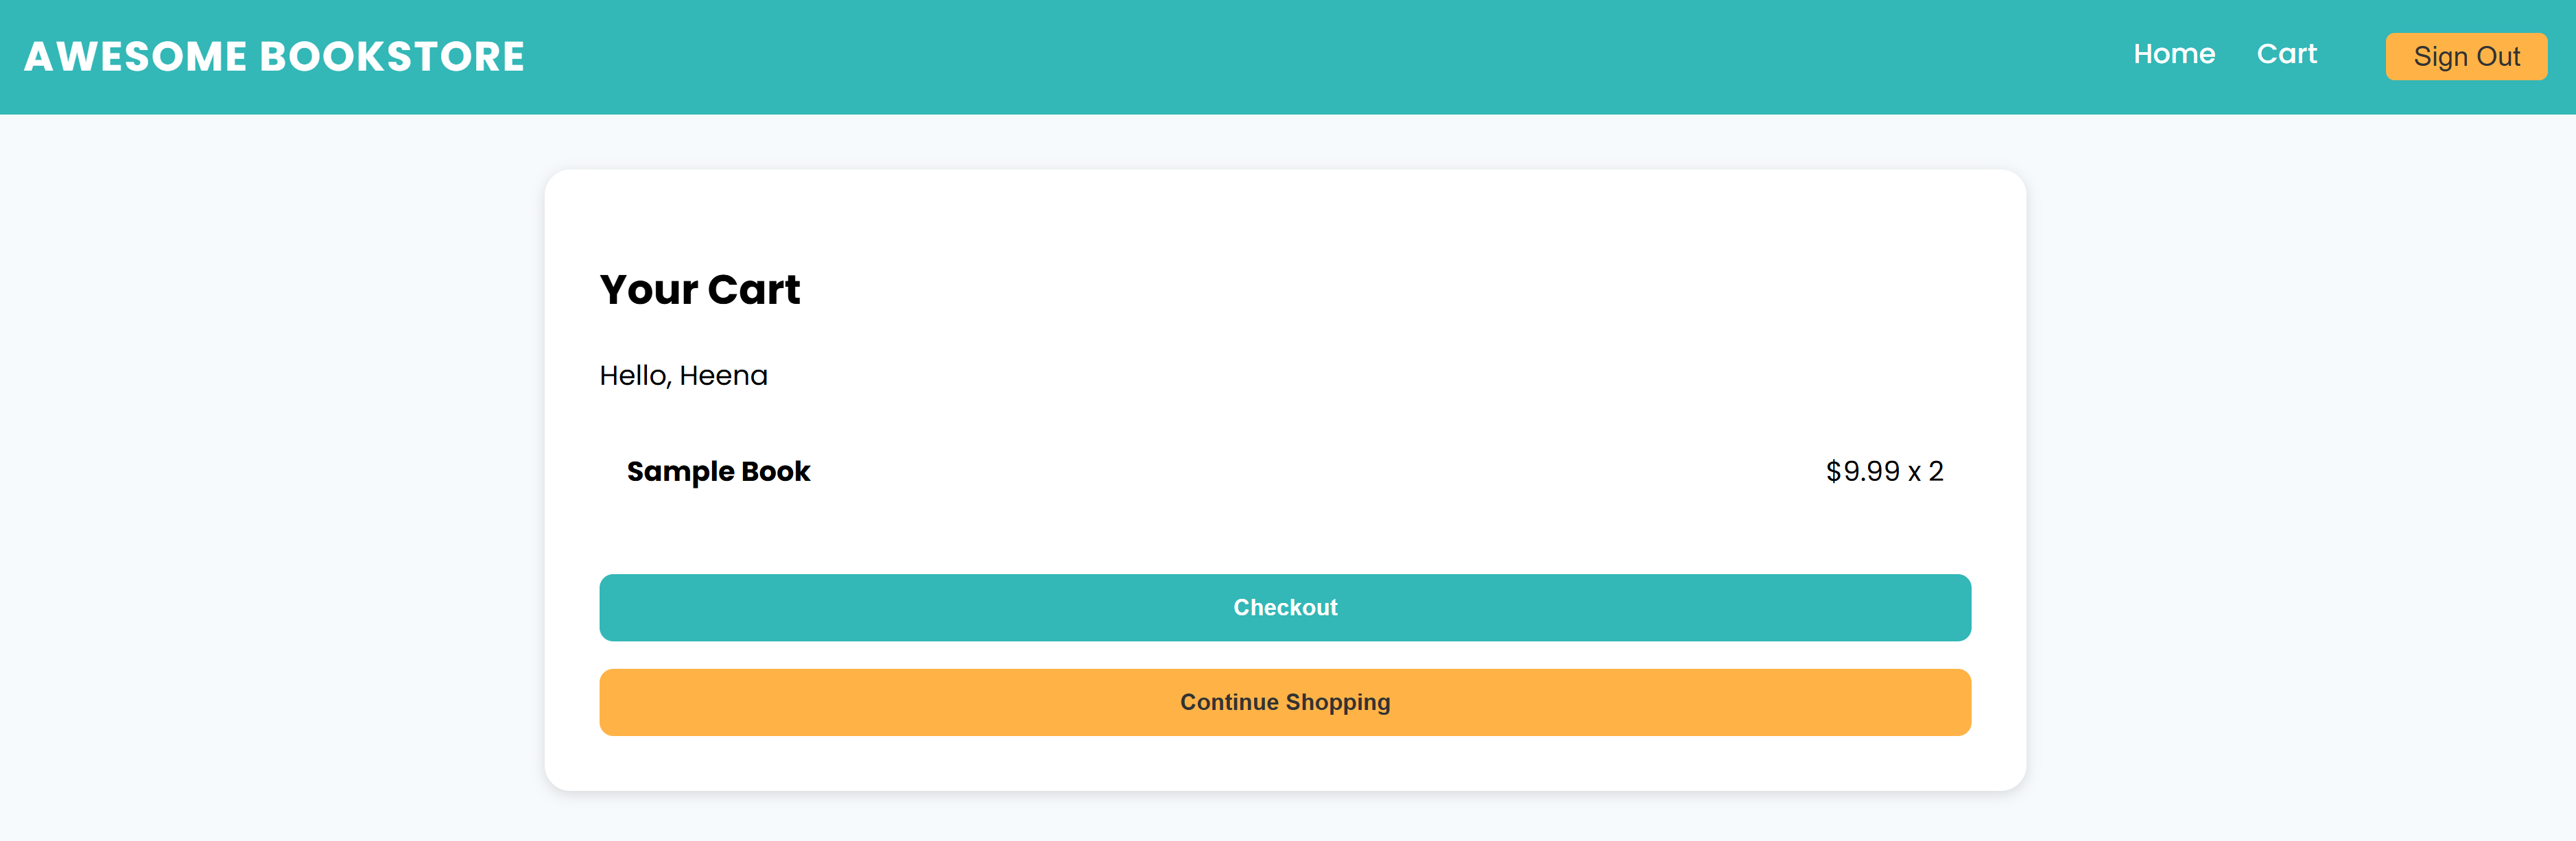 AWESOME BOOKSTORE
Home Cart Sign Out
Your Cart
Hello, Heena
Sample Book $9.99 x 2
Checkout
Continue Shopping